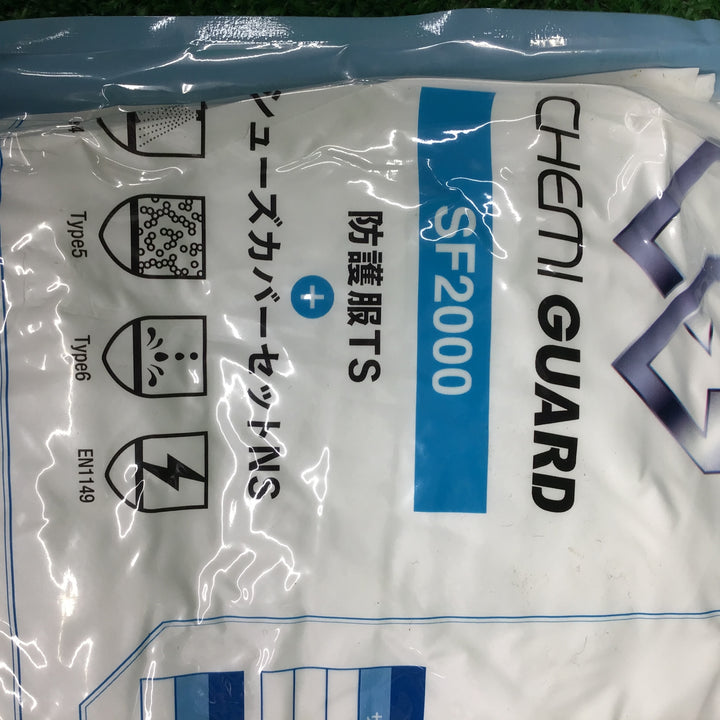 CHEMI GUARD
SF2000
防護服TS
+
シューズカバーセットNS
4
Type5
Type6
EN1149